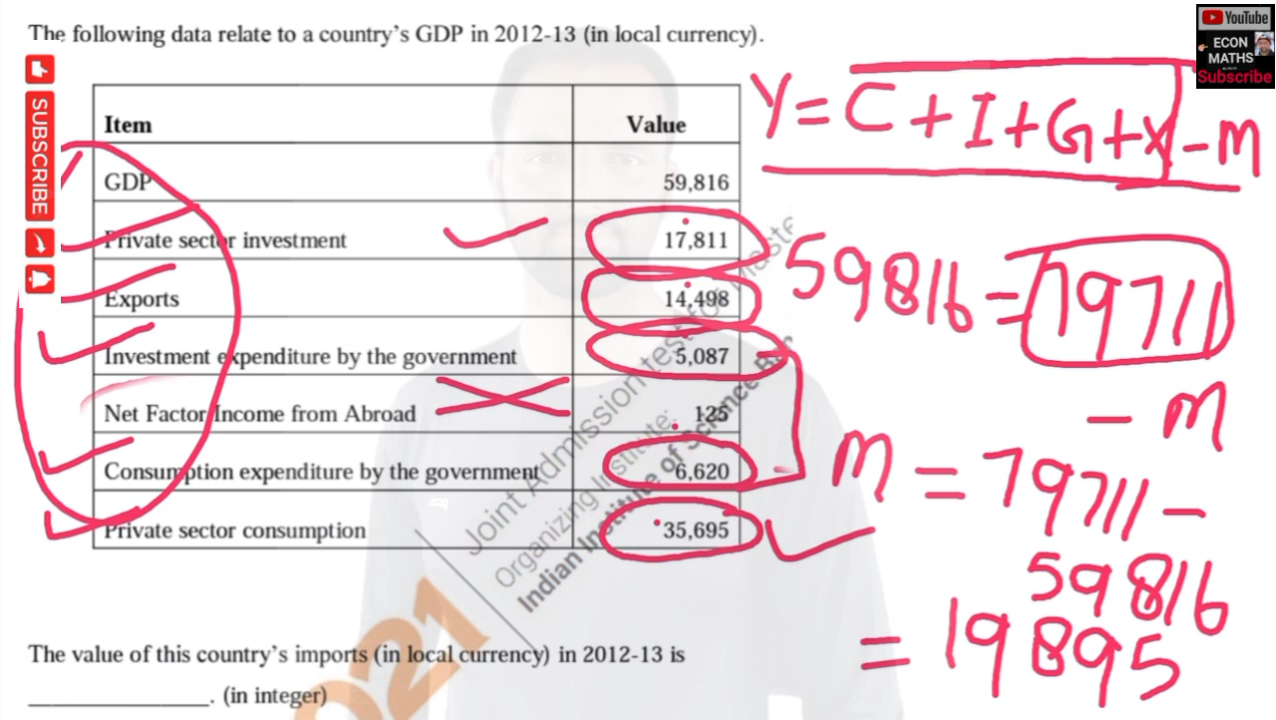 The following data relate to a country's GDP in 2012-13 (in local currency).
YouTube
ECON
MATHS
Subscribe
SUBSCRIBE
Item Value
GDP 59,816
Private sector investment 17,811
Exports 14,498
Investment expenditure by the government 5,087
Net Factor Income from Abroad 125
Consumption expenditure by the government 6,620
Private sector consumption 35,695
Y = C + I + G + X - M
59816 = 79711
- M
M = 79711 -
59816
= 19895
Joint Admission test for Maste
Organizing Institute:
Indian Institute of Science
021
The value of this country's imports (in local currency) in 2012-13 is
_______________. (in integer)